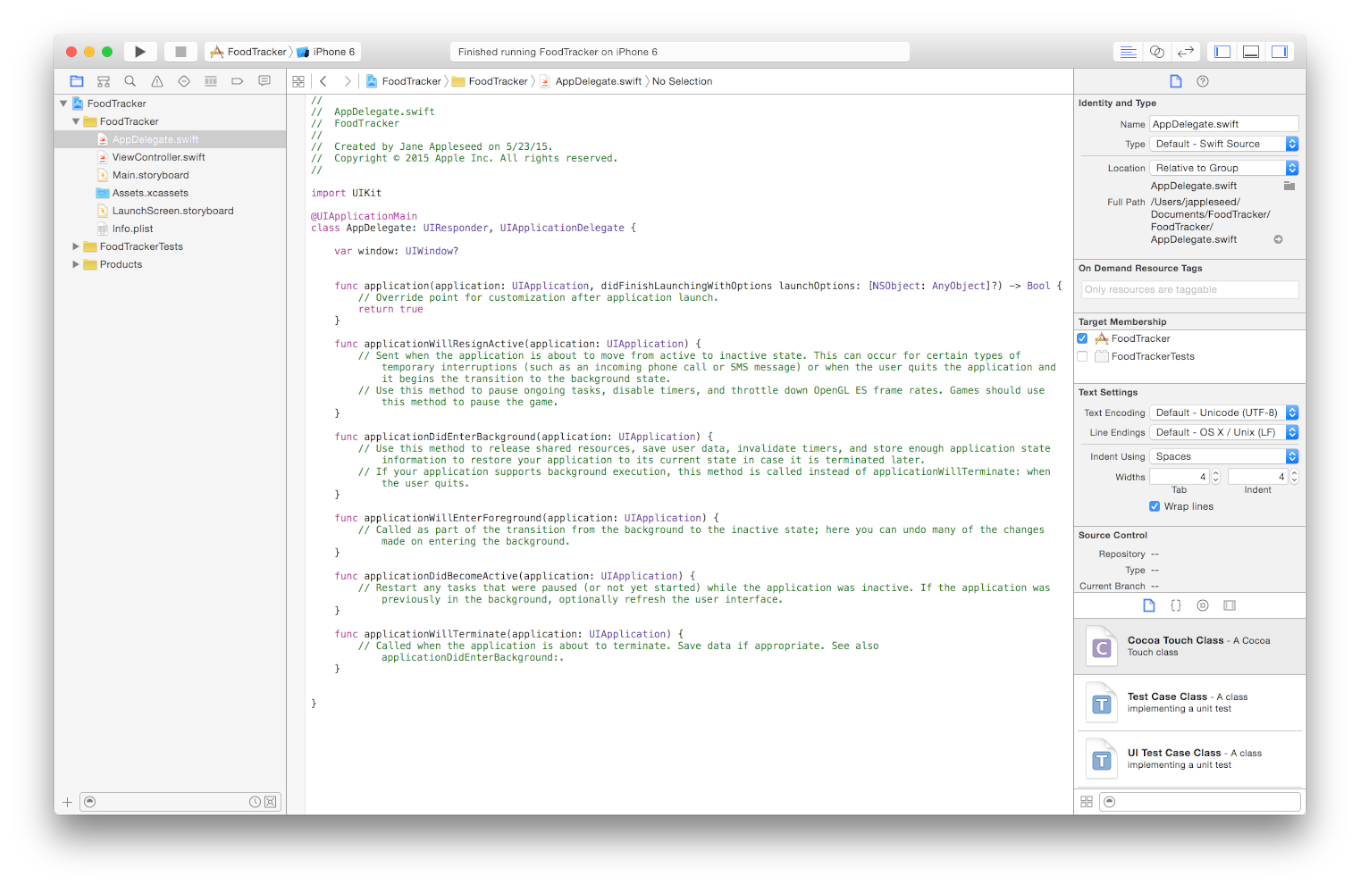 FoodTracker iPhone 6
Finished running FoodTracker on iPhone 6
FoodTracker FoodTracker AppDelegate.swift No Selection
FoodTracker
FoodTracker
AppDelegate.swift
ViewController.swift
Main.storyboard
Assets.xcassets
LaunchScreen.storyboard
Info.plist
FoodTrackerTests
Products
//
//  AppDelegate.swift
//  FoodTracker
//
//  Created by Jane Appleseed on 5/23/15.
//  Copyright © 2015 Apple Inc. All rights reserved.
//
import UIKit
@UIApplicationMain
class AppDelegate: UIResponder, UIApplicationDelegate {
var window: UIWindow?
func application(application: UIApplication, didFinishLaunchingWithOptions launchOptions: [NSObject: AnyObject]?) -> Bool {
// Override point for customization after application launch.
return true
}
func applicationWillResignActive(application: UIApplication) {
// Sent when the application is about to move from active to inactive state. This can occur for certain types of
temporary interruptions (such as an incoming phone call or SMS message) or when the user quits the application and
it begins the transition to the background state.
// Use this method to pause ongoing tasks, disable timers, and throttle down OpenGL ES frame rates. Games should use
this method to pause the game.
}
func applicationDidEnterBackground(application: UIApplication) {
// Use this method to release shared resources, save user data, invalidate timers, and store enough application state
information to restore your application to its current state in case it is terminated later.
// If your application supports background execution, this method is called instead of applicationWillTerminate: when
the user quits.
}
func applicationWillEnterForeground(application: UIApplication) {
// Called as part of the transition from the background to the inactive state; here you can undo many of the changes
made on entering the background.
}
func applicationDidBecomeActive(application: UIApplication) {
// Restart any tasks that were paused (or not yet started) while the application was inactive. If the application was
previously in the background, optionally refresh the user interface.
}
func applicationWillTerminate(application: UIApplication) {
// Called when the application is about to terminate. Save data if appropriate. See also
applicationDidEnterBackground:.
}
}
Identity and Type
Name AppDelegate.swift
Type Default - Swift Source
Location Relative to Group
AppDelegate.swift
Full Path /Users/jappleseed/
Documents/FoodTracker/
FoodTracker/
AppDelegate.swift
On Demand Resource Tags
Only resources are taggable
Target Membership
FoodTracker
FoodTrackerTests
Text Settings
Text Encoding Default - Unicode (UTF-8)
Line Endings Default - OS X / Unix (LF)
Indent Using Spaces
Widths 4 4
Tab Indent
Wrap lines
Source Control
Repository --
Type --
Current Branch --
C
Cocoa Touch Class - A Cocoa
Touch class
T
Test Case Class - A class
implementing a unit test
T
UI Test Case Class - A class
implementing a unit test